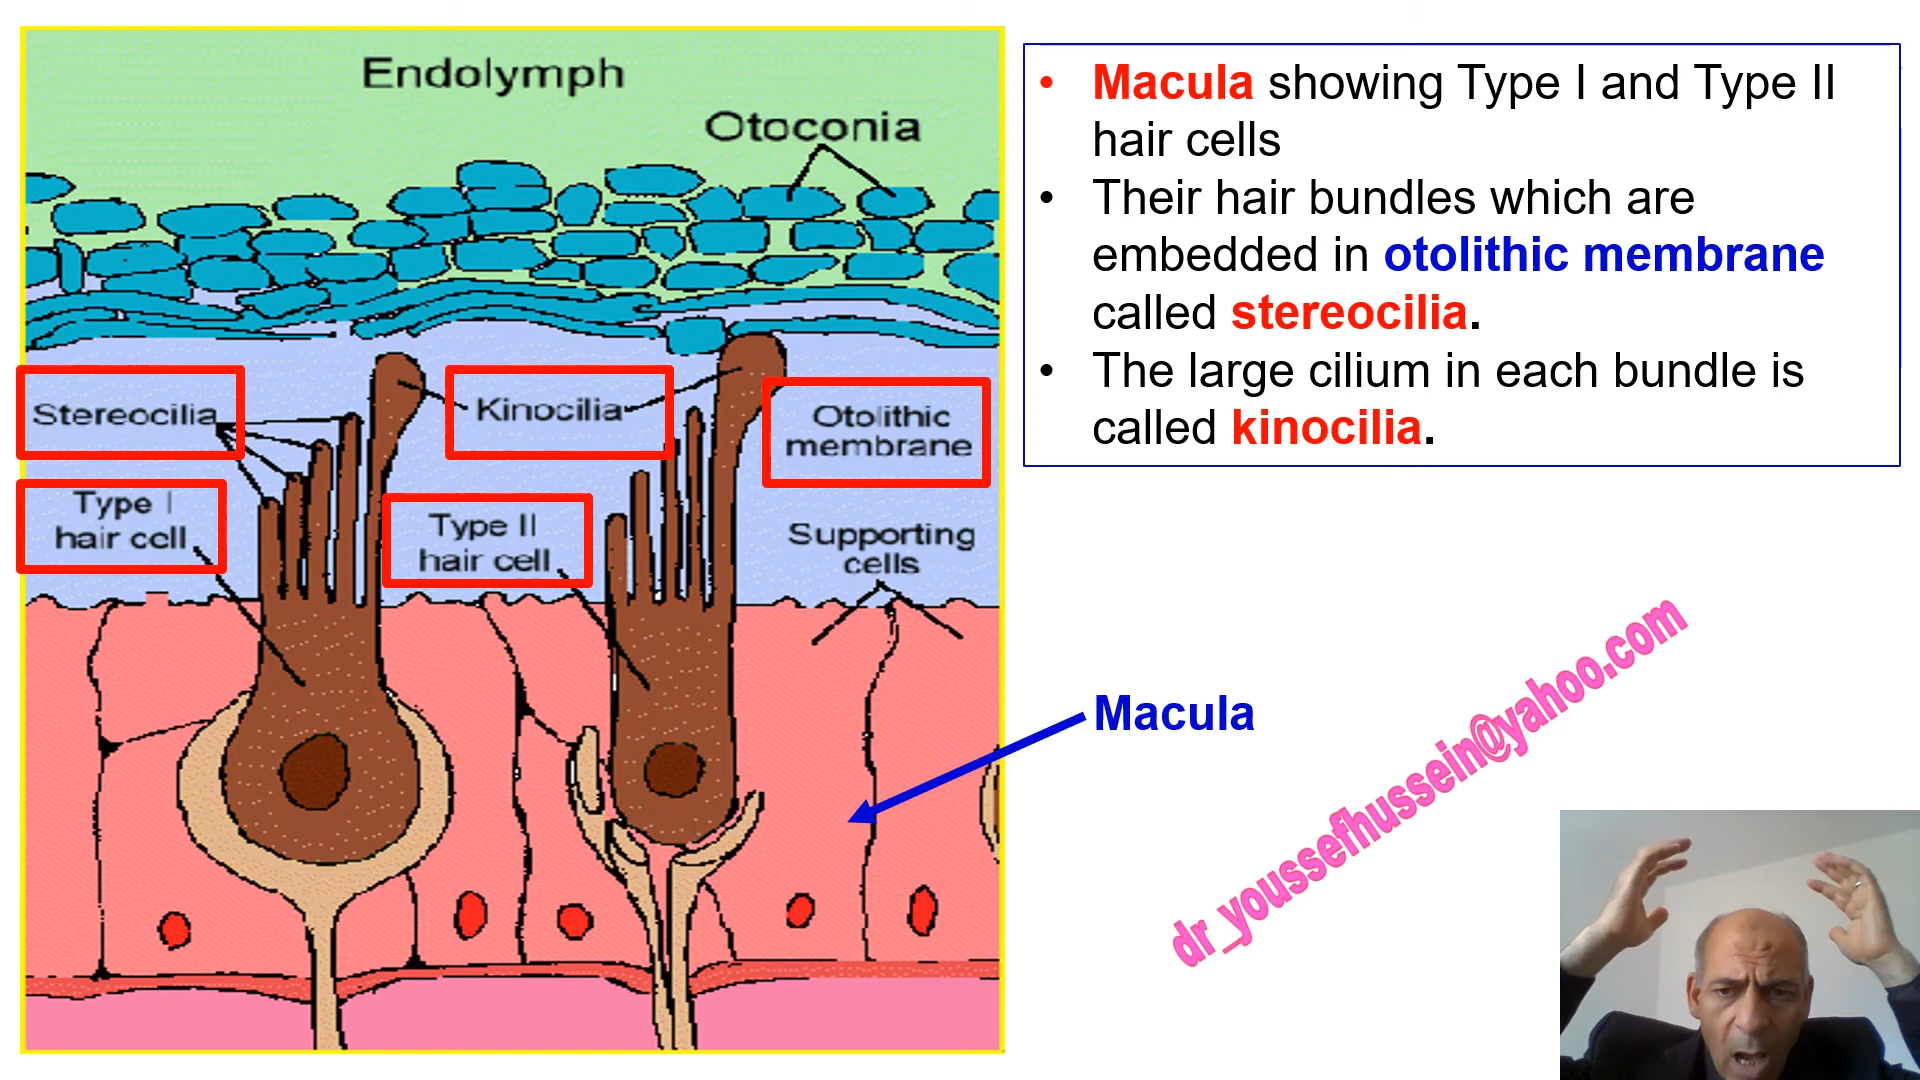 Endolymph
Otoconia
Stereocilia
Kinocilia
Otolithic
membrane
Type I
hair cell
Type II
hair cell
Supporting
cells
• Macula showing Type I and Type II
hair cells
• Their hair bundles which are
embedded in otolithic membrane
called stereocilia.
• The large cilium in each bundle is
called kinocilia.
Macula
dr_youssefhussein@yahoo.com